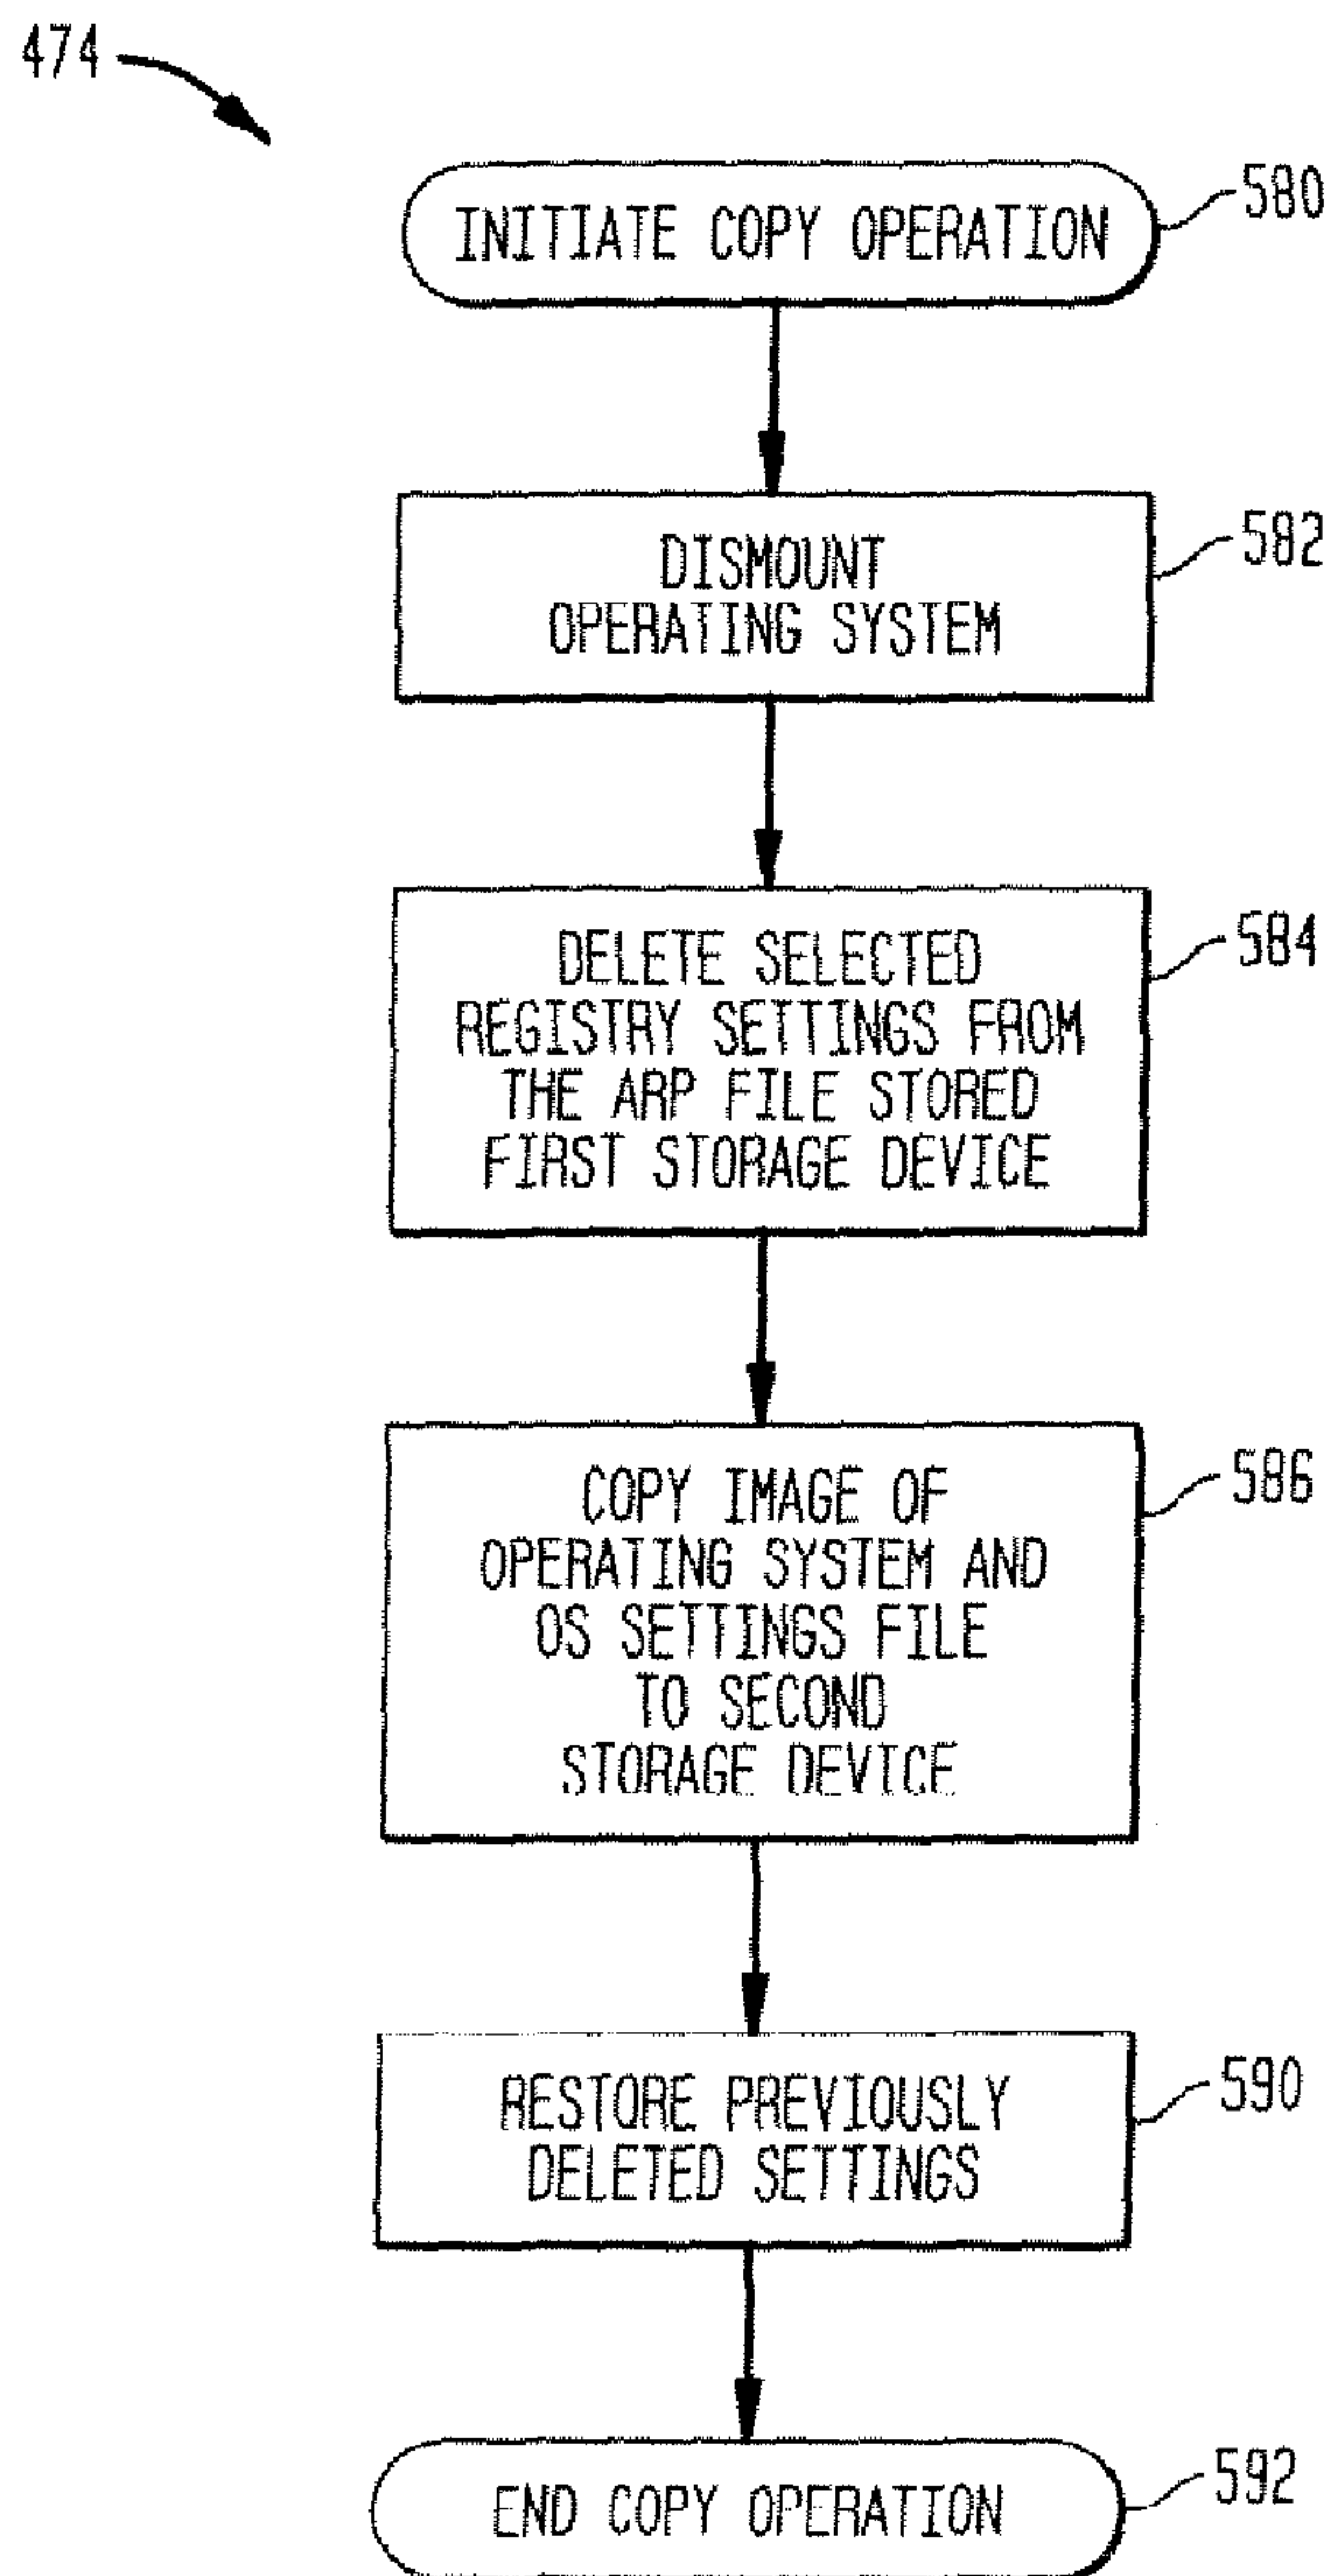 474
INITIATE COPY OPERATION
580
DISMOUNT
OPERATING SYSTEM
582
DELETE SELECTED
REGISTRY SETTINGS FROM
THE ARP FILE STORED
FIRST STORAGE DEVICE
584
COPY IMAGE OF
OPERATING SYSTEM AND
OS SETTINGS FILE
TO SECOND
STORAGE DEVICE
586
RESTORE PREVIOUSLY
DELETED SETTINGS
590
END COPY OPERATION
592